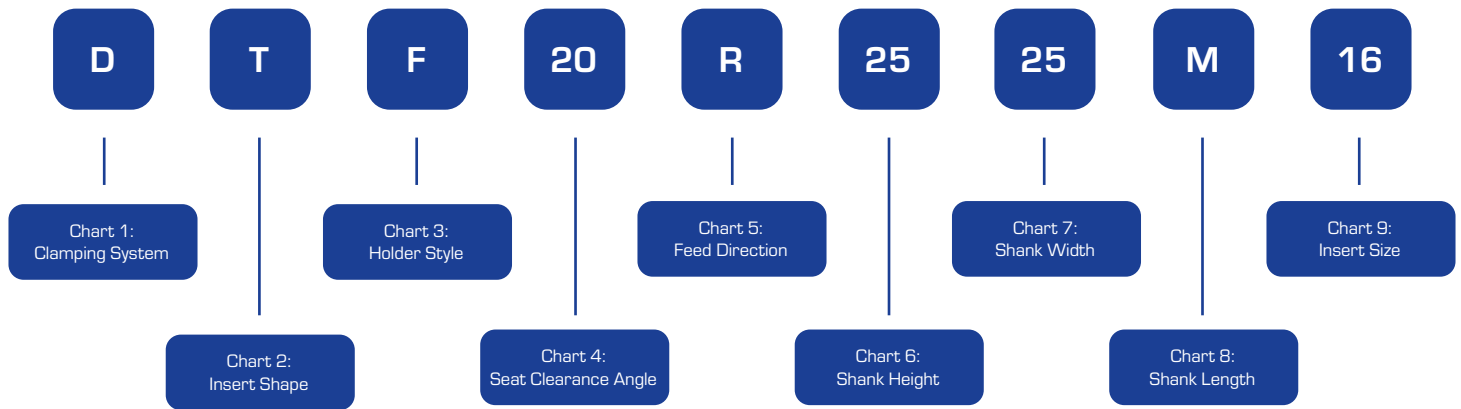 D T F 20 R 25 25 M 16
Chart 1:
Clamping System
Chart 3:
Holder Style
Chart 5:
Feed Direction
Chart 7:
Shank Width
Chart 9:
Insert Size
Chart 2:
Insert Shape
Chart 4:
Seat Clearance Angle
Chart 6:
Shank Height
Chart 8:
Shank Length